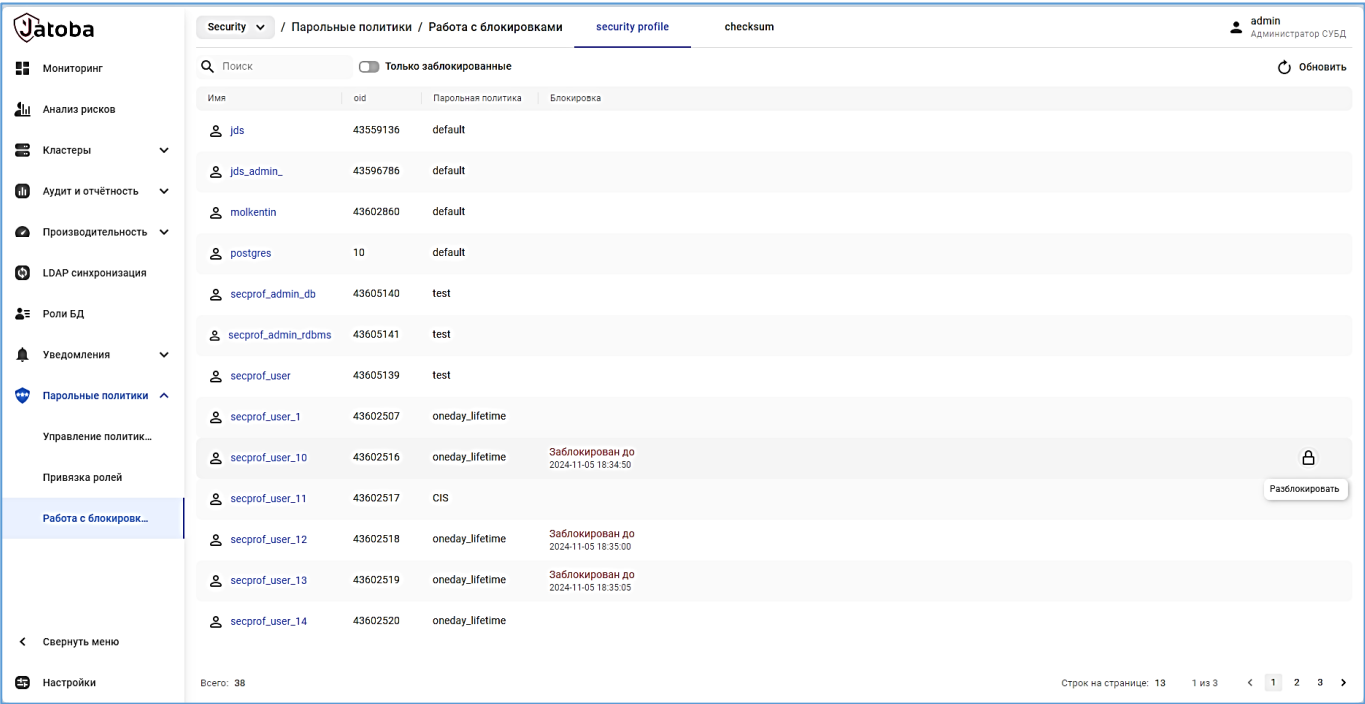 Jatoba
Security / Парольные политики / Работа с блокировками security profile checksum
admin
Администратор СУБД
Мониторинг
Анализ рисков
Кластеры
Аудит и отчётность
Производительность
LDAP синхронизация
Роли БД
Уведомления
Парольные политики
Управление политик...
Привязка ролей
Работа с блокировк...
Свернуть меню
Настройки
Поиск Только заблокированные Обновить
Имя oid Парольная политика Блокировка
jds 43559136 default
jds_admin_ 43596786 default
molkentin 43602860 default
postgres 10 default
secprof_admin_db 43605140 test
secprof_admin_rdbms 43605141 test
secprof_user 43605139 test
secprof_user_1 43602507 oneday_lifetime
secprof_user_10 43602516 oneday_lifetime Заблокирован до
2024-11-05 18:34:50
Разблокировать
secprof_user_11 43602517 CIS
secprof_user_12 43602518 oneday_lifetime Заблокирован до
2024-11-05 18:35:00
secprof_user_13 43602519 oneday_lifetime Заблокирован до
2024-11-05 18:35:05
secprof_user_14 43602520 oneday_lifetime
Всего: 38 Строк на странице: 13 1 из 3 1 2 3